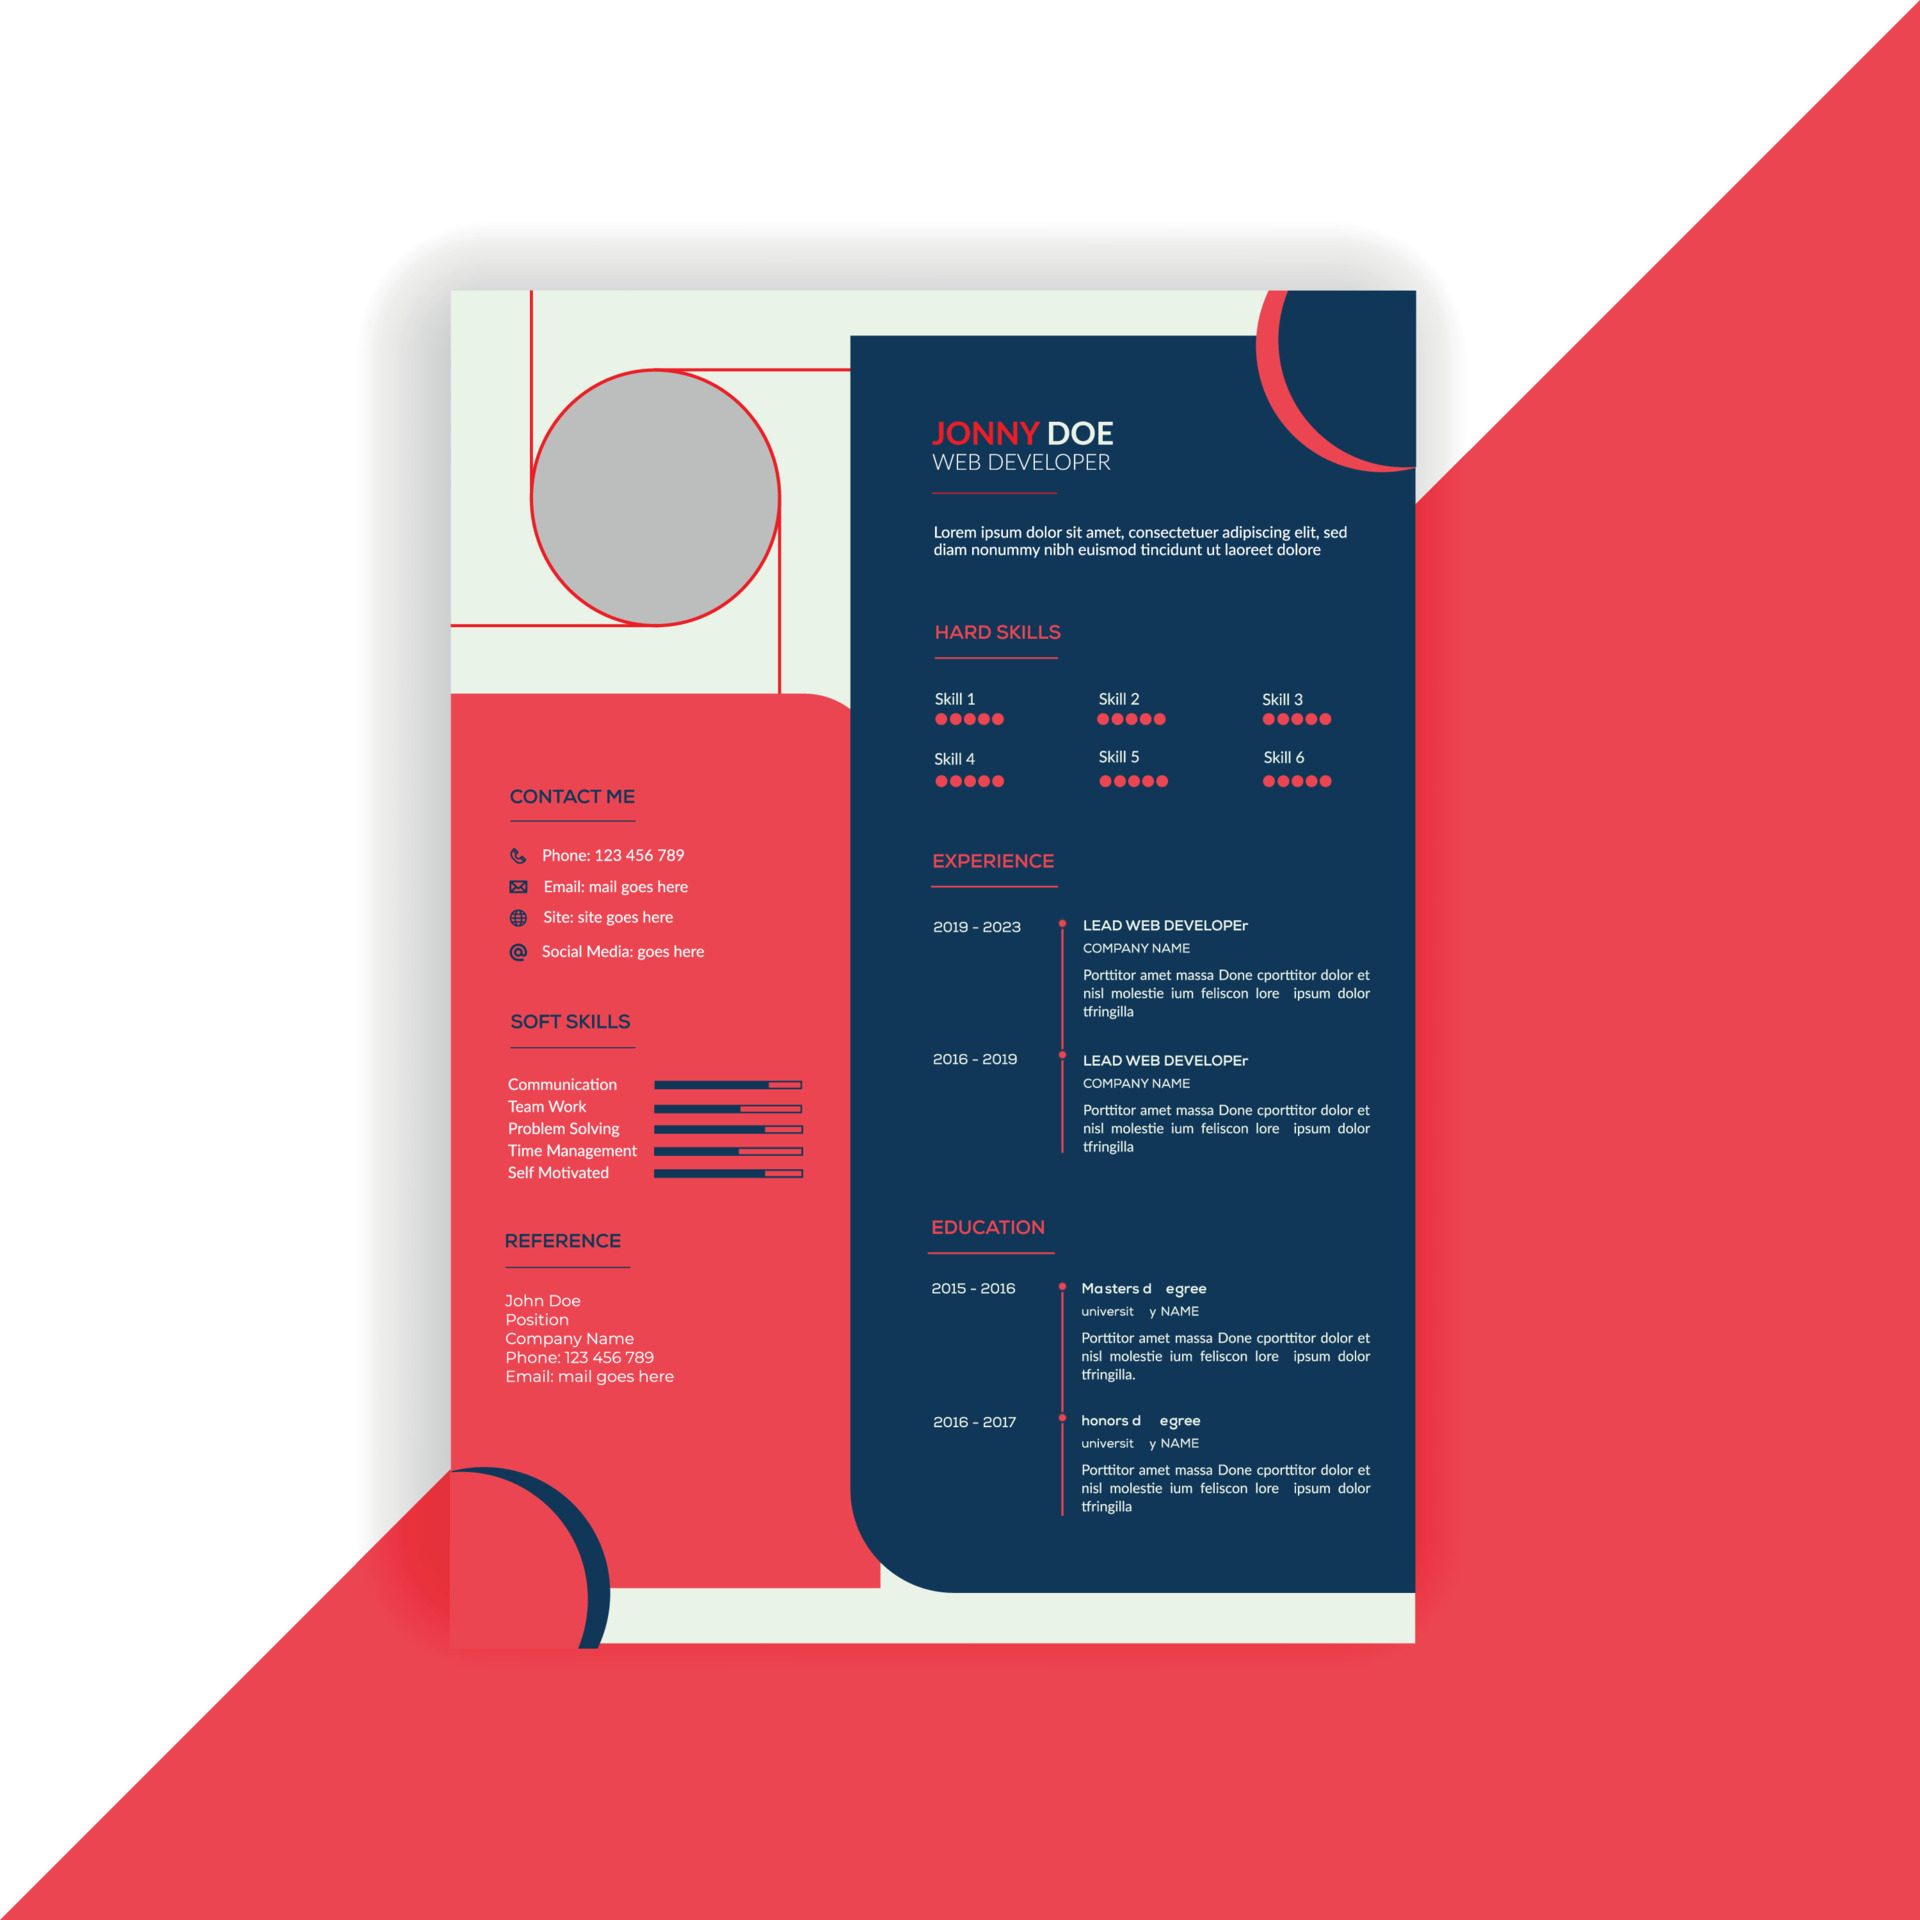 JONNY DOE
WEB DEVELOPER
Lorem ipsum dolor sit amet, consectetuer adipiscing elit, sed
diam nonummy nibh euismod tincidunt ut laoreet dolore
HARD SKILLS
Skill 1
Skill 2
Skill 3
Skill 4
Skill 5
Skill 6
EXPERIENCE
2019 - 2023
LEAD WEB DEVELOPEr
COMPANY NAME
Porttitor amet massa Done cporttitor dolor et
nisl molestie ium feliscon lore ipsum dolor
tfringilla
2016 - 2019
LEAD WEB DEVELOPEr
COMPANY NAME
Porttitor amet massa Done cporttitor dolor et
nisl molestie ium feliscon lore ipsum dolor
tfringilla
EDUCATION
2015 - 2016
Masters d egree
universit y NAME
Porttitor amet massa Done cporttitor dolor et
nisl molestie ium feliscon lore ipsum dolor
tfringilla.
2016 - 2017
honors d egree
universit y NAME
Porttitor amet massa Done cporttitor dolor et
nisl molestie ium feliscon lore ipsum dolor
tfringilla
CONTACT ME
Phone: 123 456 789
Email: mail goes here
Site: site goes here
Social Media: goes here
SOFT SKILLS
Communication
Team Work
Problem Solving
Time Management
Self Motivated
REFERENCE
John Doe
Position
Company Name
Phone: 123 456 789
Email: mail goes here